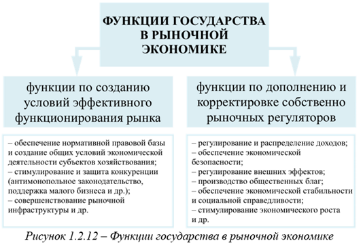 ФУНКЦИИ ГОСУДАРСТВА
В РЫНОЧНОЙ
ЭКОНОМИКЕ
функции по созданию
условий эффективного
функционирования рынка
– обеспечение нормативной правовой базы
и создание общих условий экономической
деятельности субъектов хозяйствования;
– стимулирование и защита конкуренции
(антимонопольное законодательство,
поддержка малого бизнеса и др.);
– совершенствование рыночной
инфраструктуры и др.
функции по дополнению и
корректировке собственно
рыночных регуляторов
– регулирование и распределение доходов;
– обеспечение экономической
безопасности;
– регулирование внешних эффектов;
– производство общественных благ;
– обеспечение экономической стабильности
и социальной справедливости;
– стимулирование экономического роста
и др.
Рисунок 1.2.12 – Функции государства в рыночной экономике